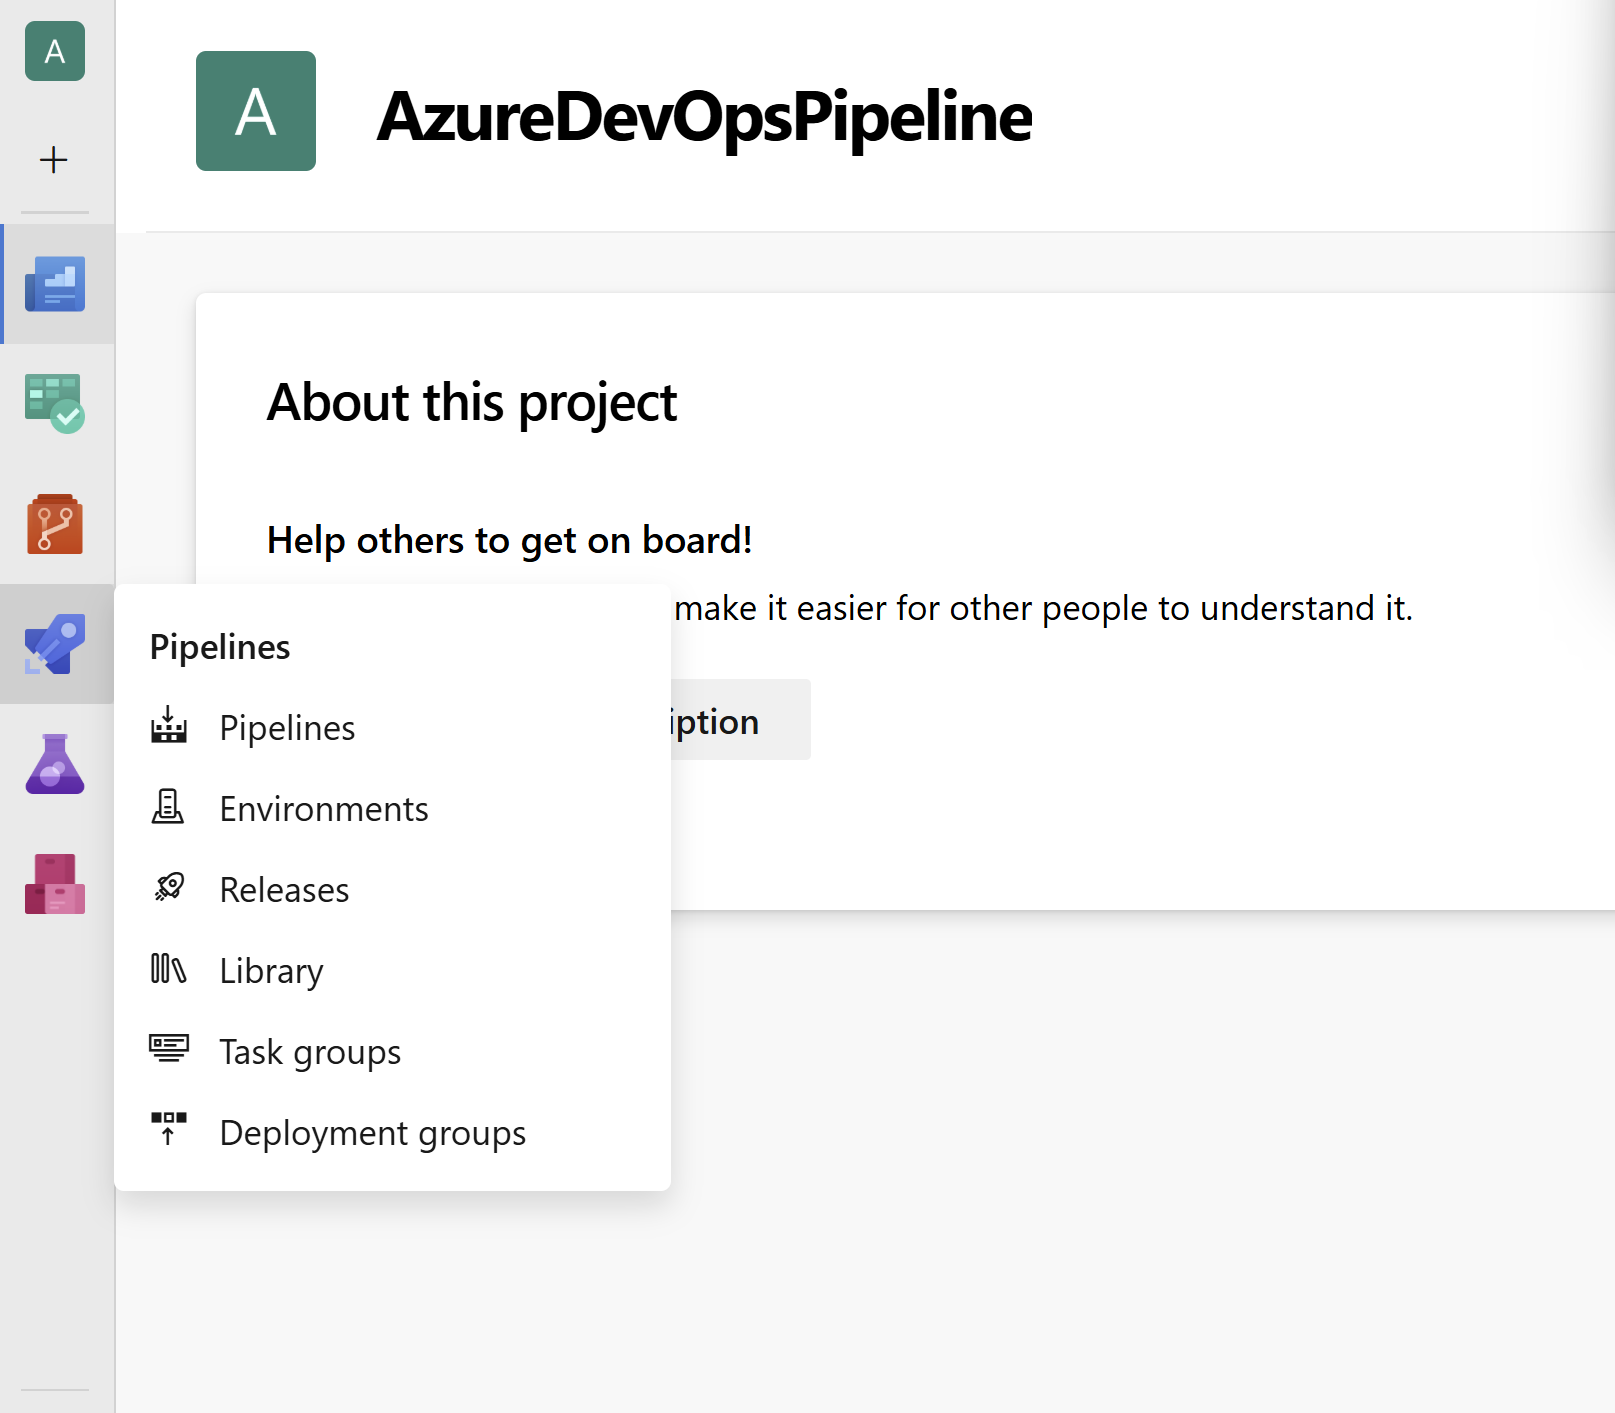 A
A
AzureDevOpsPipeline
About this project
Help others to get on board!
make it easier for other people to understand it.
Pipelines
Pipelines
iption
Environments
Releases
Library
Task groups
Deployment groups